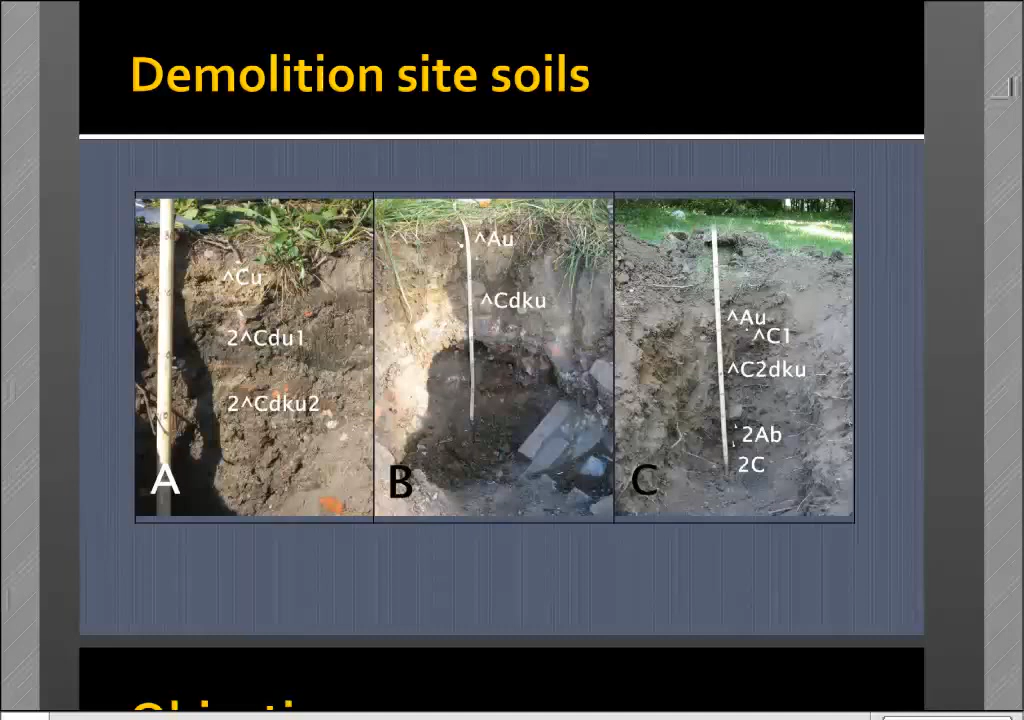 Demolition site soils
^Cu
2^Cdu1
2^Cdku2
A
^Au
^Cdku
B
^Au
^C1
^C2dku
2Ab
2C
C